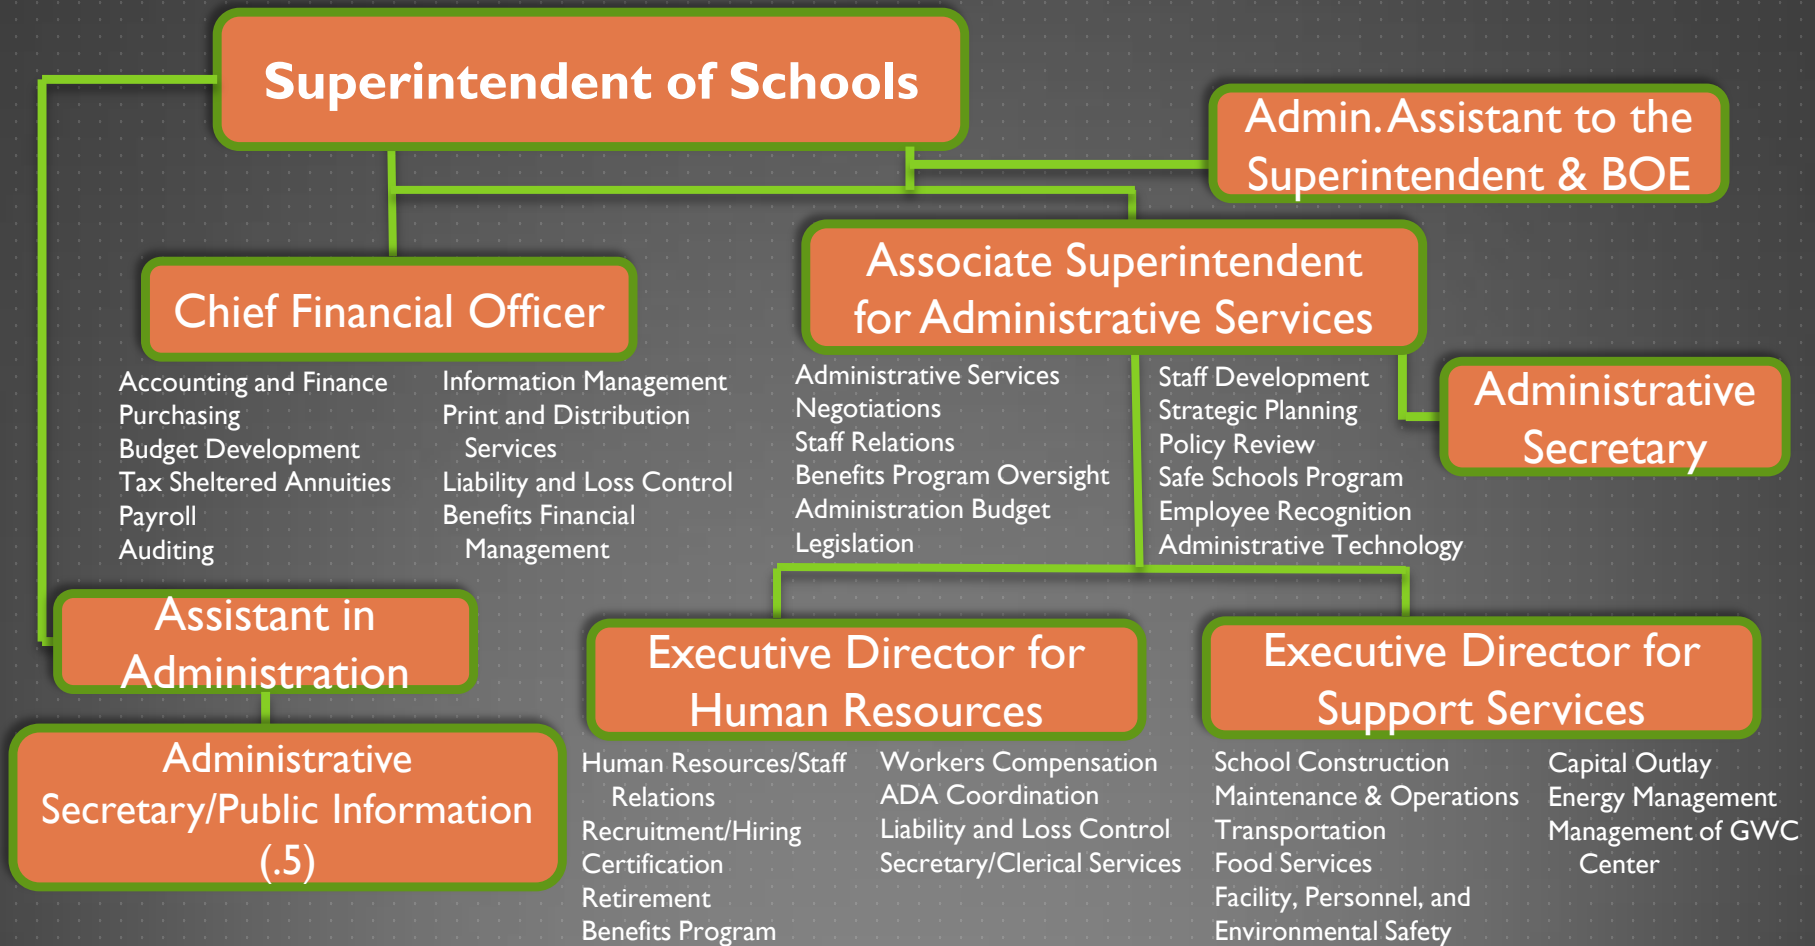 Superintendent of Schools
Admin. Assistant to the
Superintendent & BOE
Chief Financial Officer
Accounting and Finance
Purchasing
Budget Development
Tax Sheltered Annuities
Payroll
Auditing
Information Management
Print and Distribution
Services
Liability and Loss Control
Benefits Financial
Management
Associate Superintendent
for Administrative Services
Administrative Services
Negotiations
Staff Relations
Benefits Program Oversight
Administration Budget
Legislation
Staff Development
Strategic Planning
Policy Review
Safe Schools Program
Employee Recognition
Administrative Technology
Administrative
Secretary
Assistant in
Administration
Administrative
Secretary/Public Information
(.5)
Executive Director for
Human Resources
Human Resources/Staff
Relations
Recruitment/Hiring
Certification
Retirement
Benefits Program
Workers Compensation
ADA Coordination
Liability and Loss Control
Secretary/Clerical Services
Executive Director for
Support Services
School Construction
Maintenance & Operations
Transportation
Food Services
Facility, Personnel, and
Environmental Safety
Capital Outlay
Energy Management
Management of GWC
Center